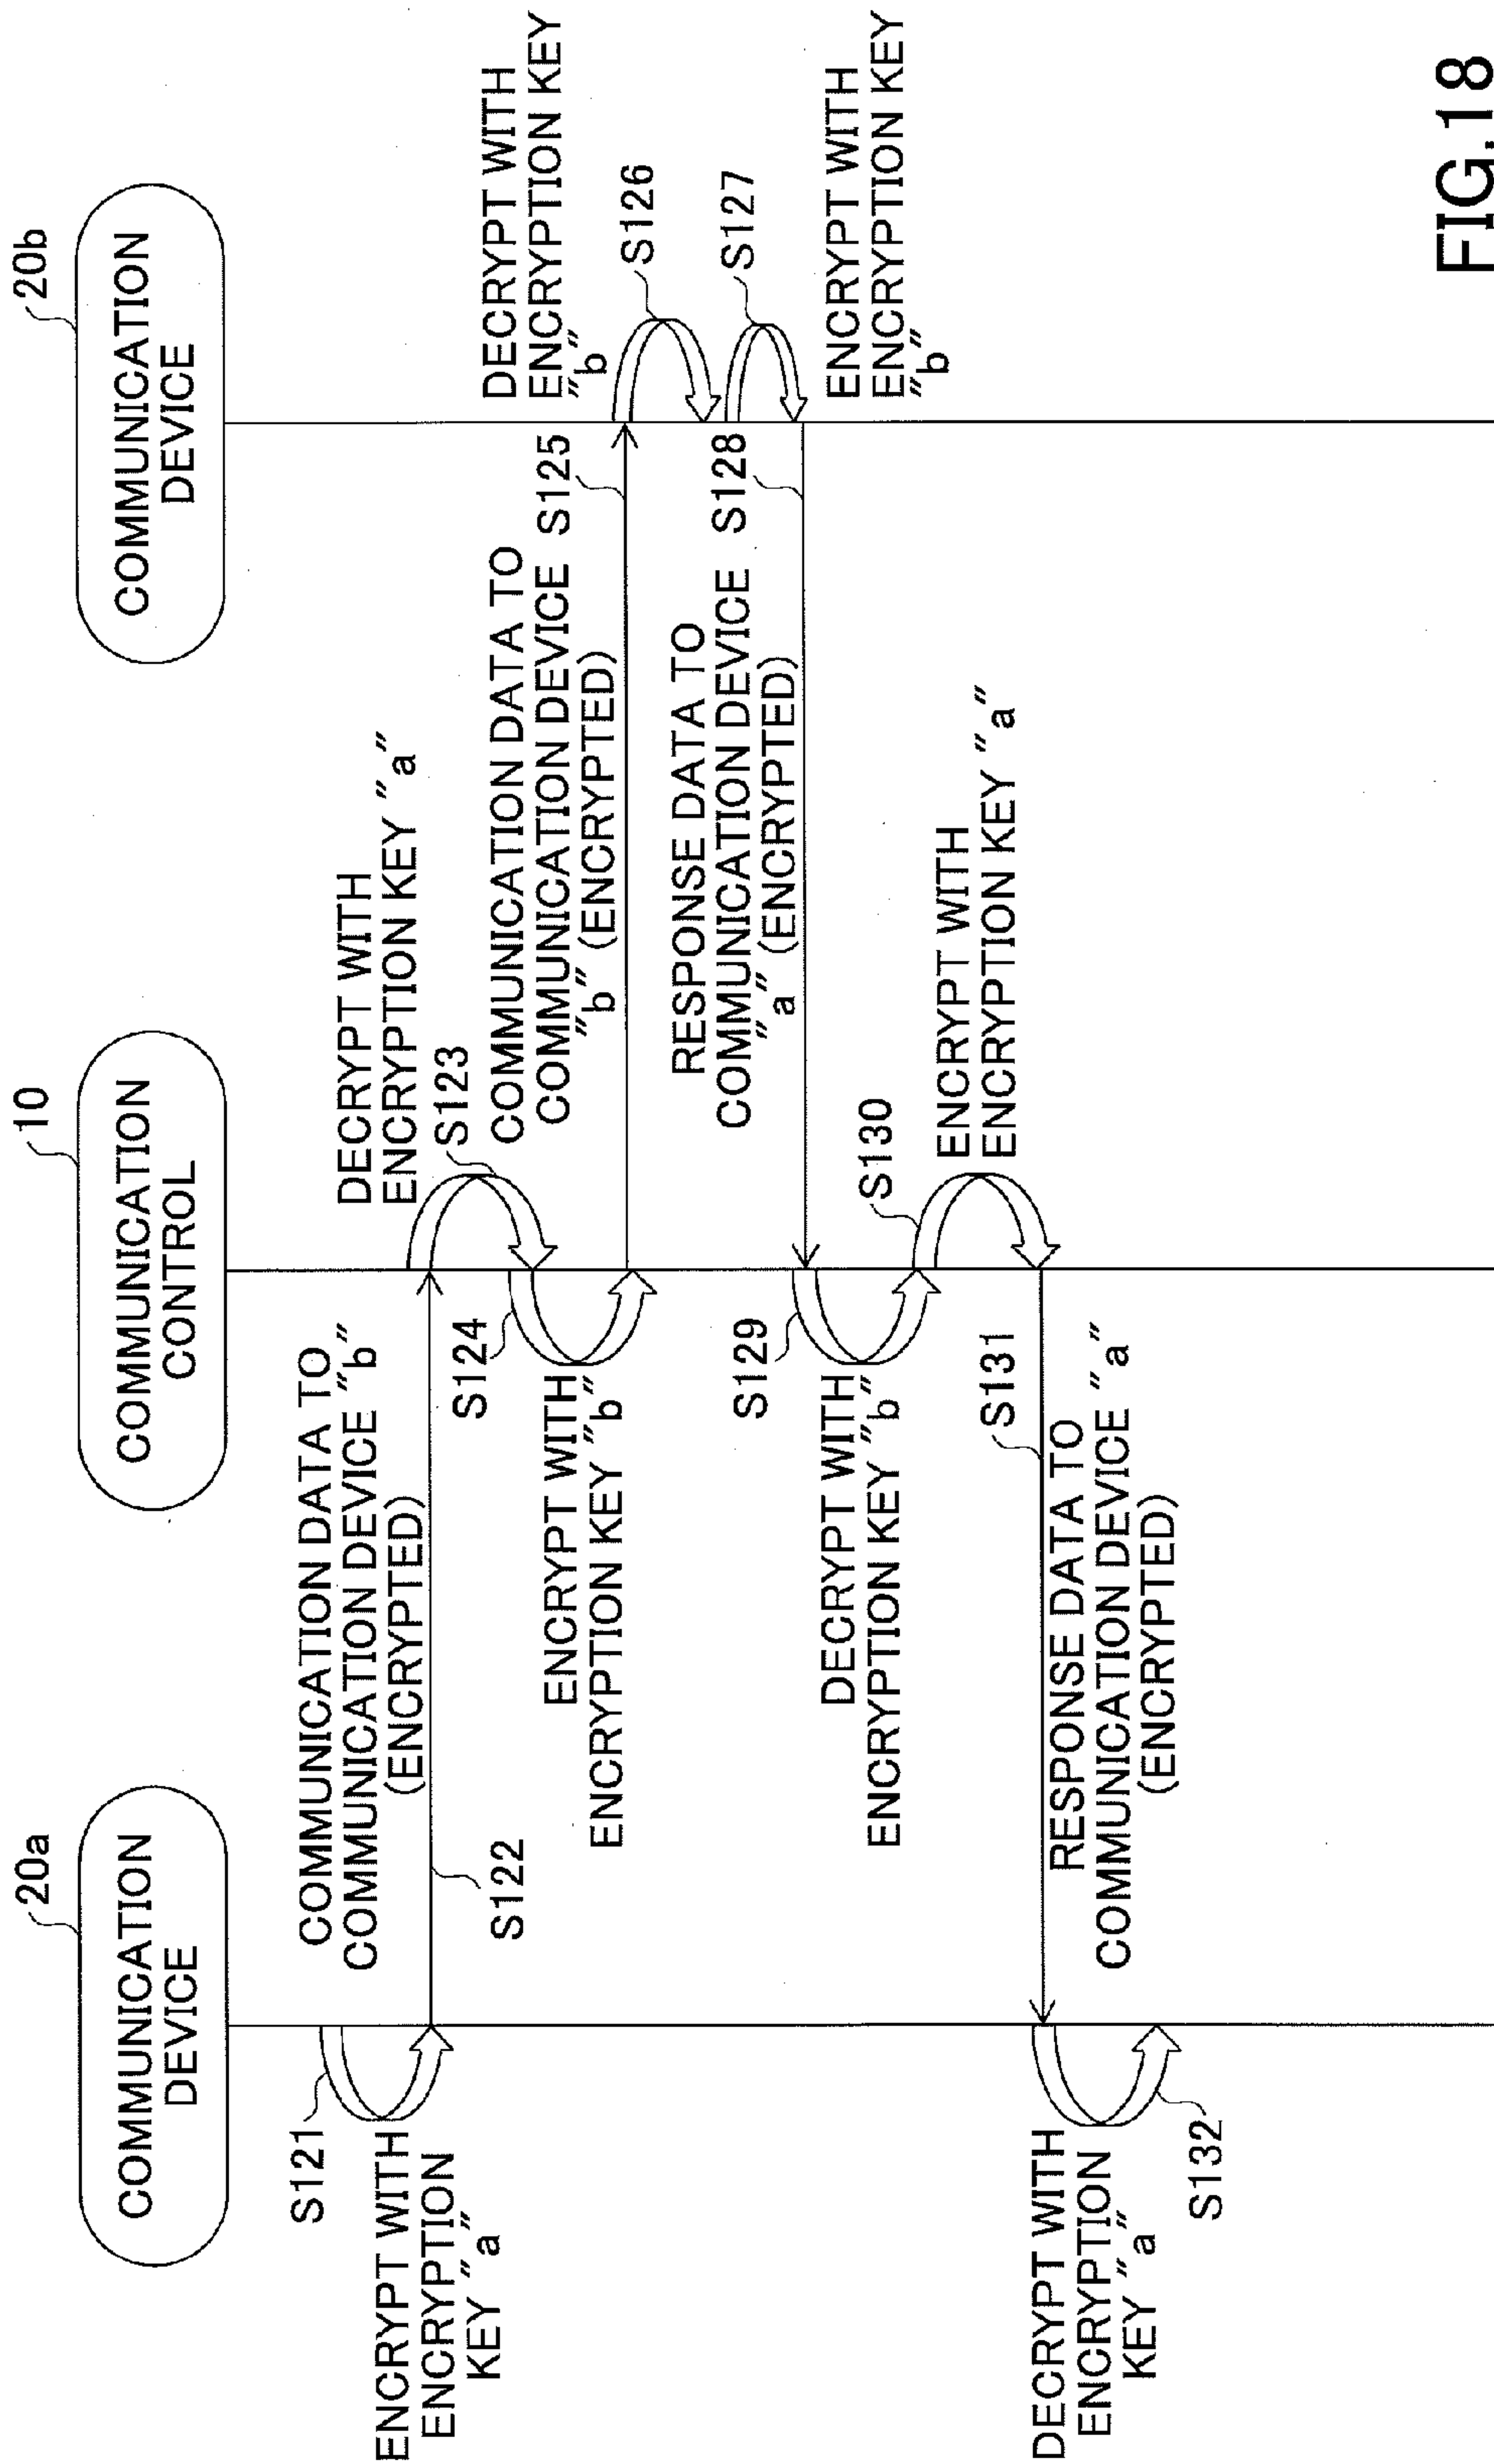 20a
COMMUNICATION
DEVICE
10
COMMUNICATION
CONTROL
20b
COMMUNICATION
DEVICE
S121
ENCRYPT WITH
ENCRYPTION
KEY "a"
COMMUNICATION DATA TO
COMMUNICATION DEVICE "b"
(ENCRYPTED)
S122
DECRYPT WITH
ENCRYPTION KEY "a"
S123
S124
ENCRYPT WITH
ENCRYPTION KEY "b"
COMMUNICATION DATA TO
COMMUNICATION DEVICE
"b" (ENCRYPTED)
S125
DECRYPT WITH
ENCRYPTION KEY
"b"
S126
S127
ENCRYPT WITH
ENCRYPTION KEY
"b"
RESPONSE DATA TO
COMMUNICATION DEVICE
"a" (ENCRYPTED)
S128
S129
DECRYPT WITH
ENCRYPTION KEY "b"
S130
ENCRYPT WITH
ENCRYPTION KEY "a"
S131
RESPONSE DATA TO
COMMUNICATION DEVICE "a"
(ENCRYPTED)
DECRYPT WITH
ENCRYPTION
KEY "a"
S132
FIG.18